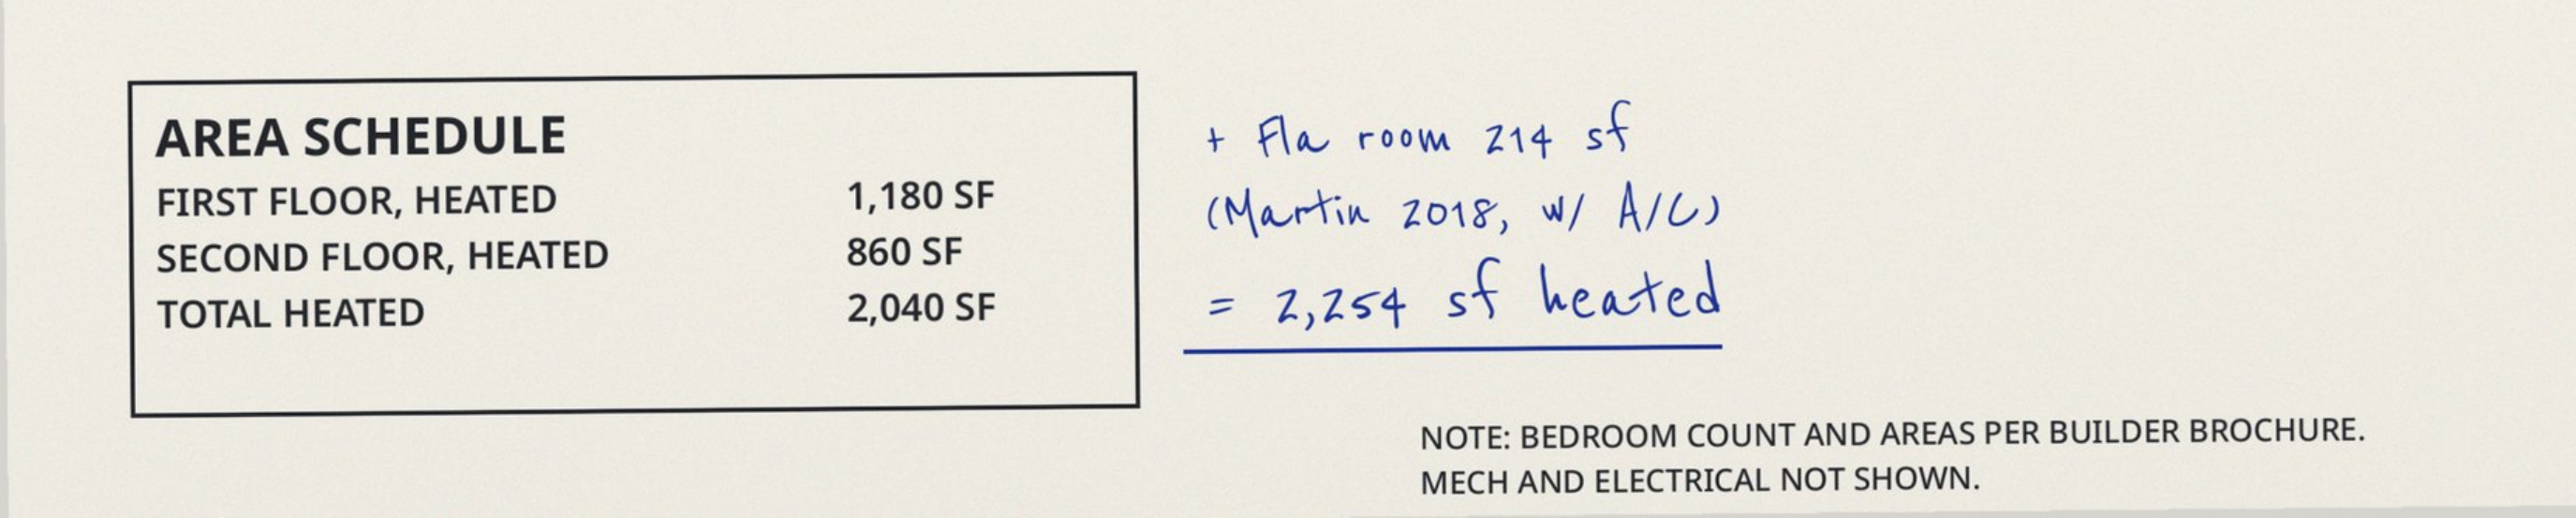 AREA SCHEDULE
FIRST FLOOR, HEATED 1,180 SF
SECOND FLOOR, HEATED 860 SF
TOTAL HEATED 2,040 SF
+ Fla room 214 sf
(Martin 2018, w/ A/C)
= 2,254 sf heated
NOTE: BEDROOM COUNT AND AREAS PER BUILDER BROCHURE.
MECH AND ELECTRICAL NOT SHOWN.